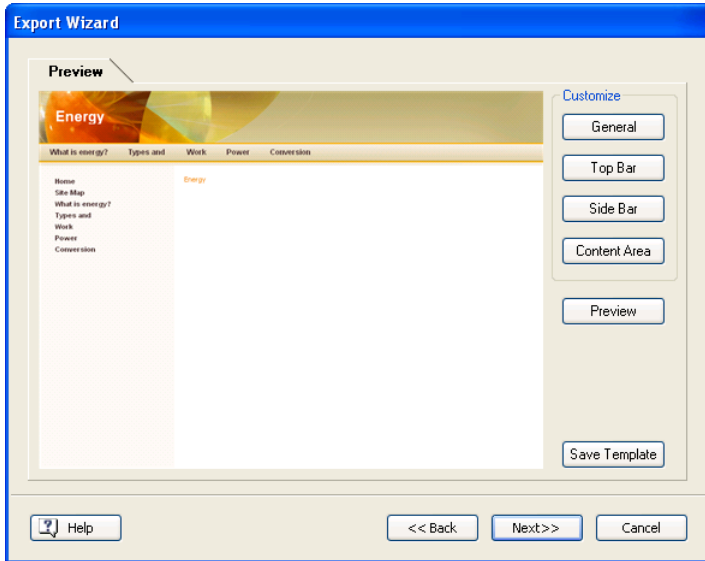 Export Wizard
Preview
Customize
Energy
General
What is energy? Types and Work Power Conversion
Top Bar
Home
Energy
Site Map
What is energy?
Side Bar
Types and
Work
Power
Content Area
Conversion
Preview
Save Template
Help
<< Back
Next>>
Cancel